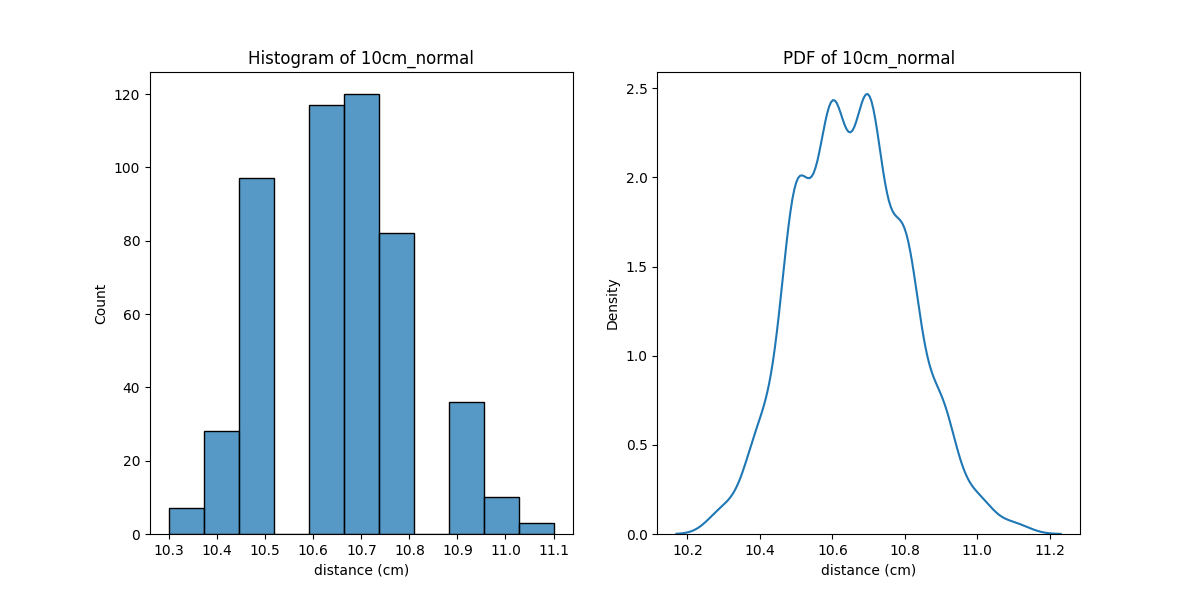 Histogram of 10cm_normal
Count
120
100
80
60
40
20
0
10.3 10.4 10.5 10.6 10.7 10.8 10.9 11.0 11.1
distance (cm)
PDF of 10cm_normal
Density
2.5
2.0
1.5
1.0
0.5
0.0
10.2 10.4 10.6 10.8 11.0 11.2
distance (cm)